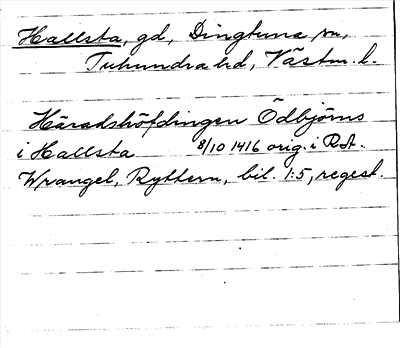 Hallsta, gd, Dingtuna sn,
Tuhundra hd, Västm. l.
Häradshöfdingen Ödbjörns
i Hallsta 8/10 1416 orig. i RA.
Wrangel, Ryttern, bil. 1:5, regest.